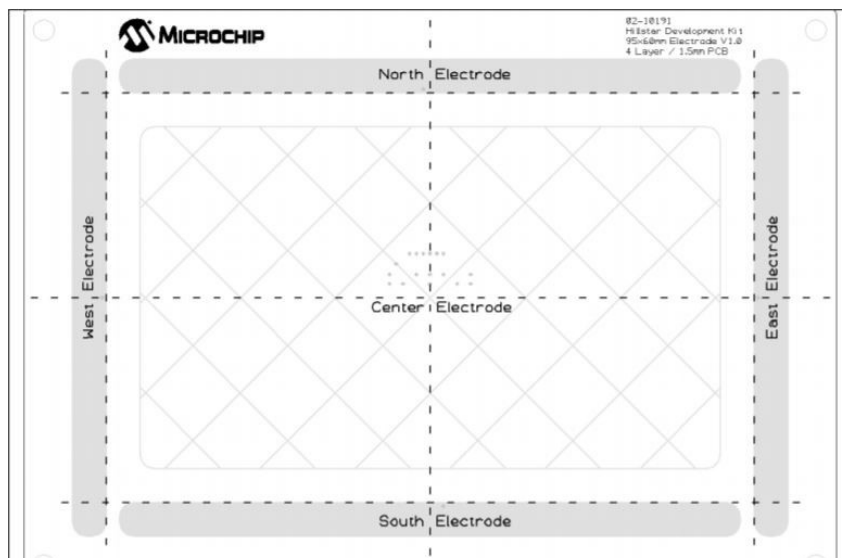 MICROCHIP
02-10191
Hillstar Development Kit
95x60mm Electrode V1.0
4 Layer / 1.5mm PCB
North Electrode
West Electrode
East Electrode
Center Electrode
South Electrode